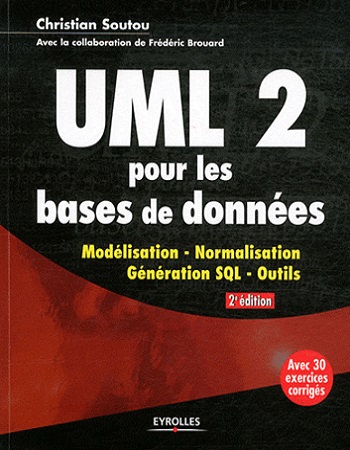 Christian Soutou
Avec la collaboration de Frédéric Brouard
UML 2
pour les
bases de données
Modélisation - Normalisation
Génération SQL - Outils
2e édition
Avec 30
exercices
corrigés
EYROLLES